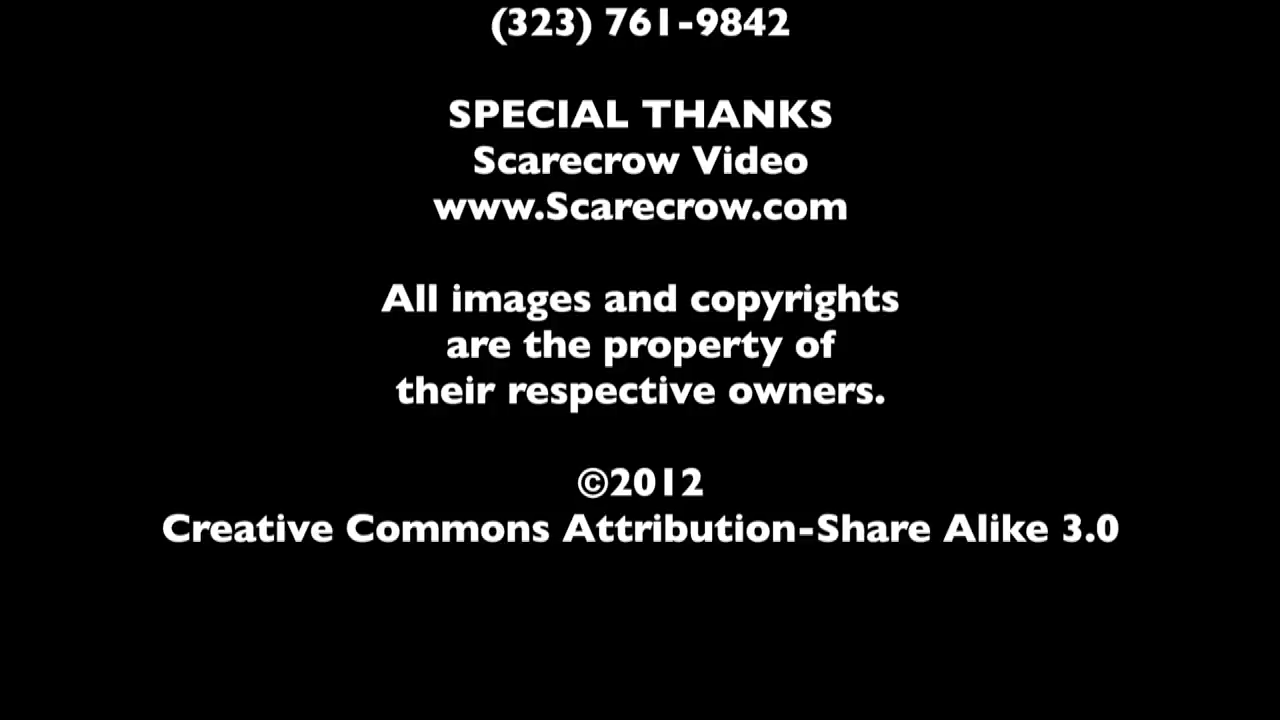 (323) 761-9842
SPECIAL THANKS
Scarecrow Video
www.Scarecrow.com
All images and copyrights
are the property of
their respective owners.
©2012
Creative Commons Attribution-Share Alike 3.0